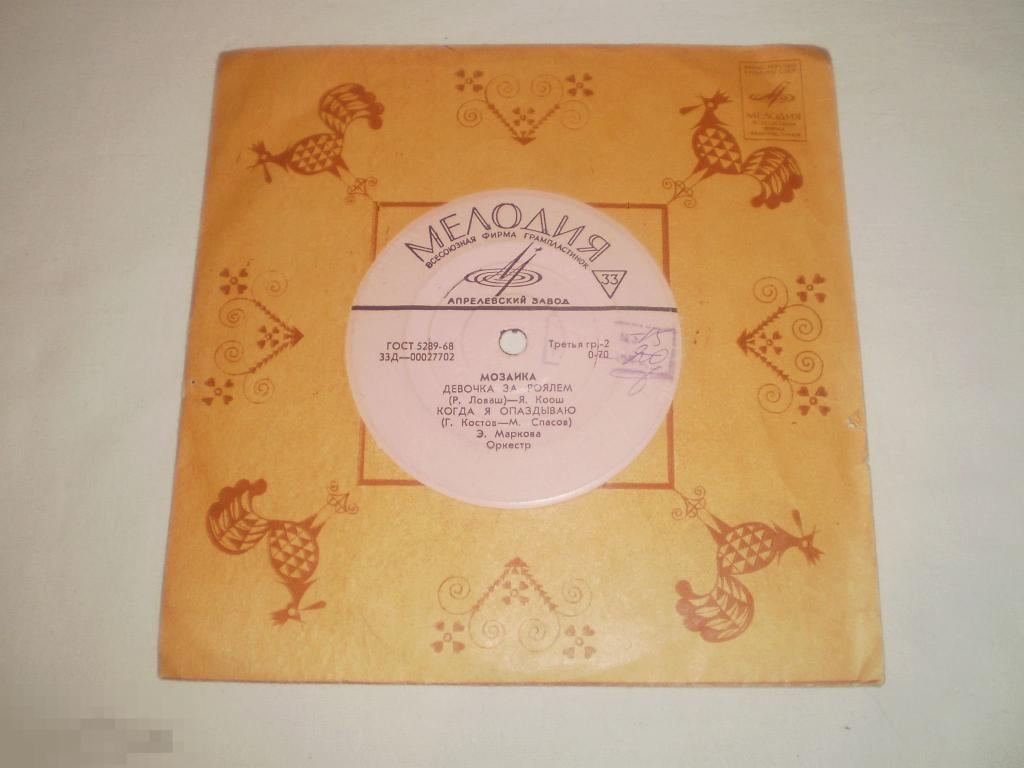 МЕЛОДИЯ
МЕЛОДИЯ
ВСЕСОЮЗНАЯ ФИРМА ГРАМПЛАСТИНОК
33
АПРЕЛЕВСКИЙ ЗАВОД
ГОСТ 5289-68
33Д—00027702
Третья гр.-2
0-70
МОЗАИКА
ДЕВОЧКА ЗА РОЯЛЕМ
(Р. Ловаш)—Я. Коош
КОГДА Я ОПАЗДЫВАЮ
(Г. Костов—М. Спасов)
Э. Маркова
Оркестр